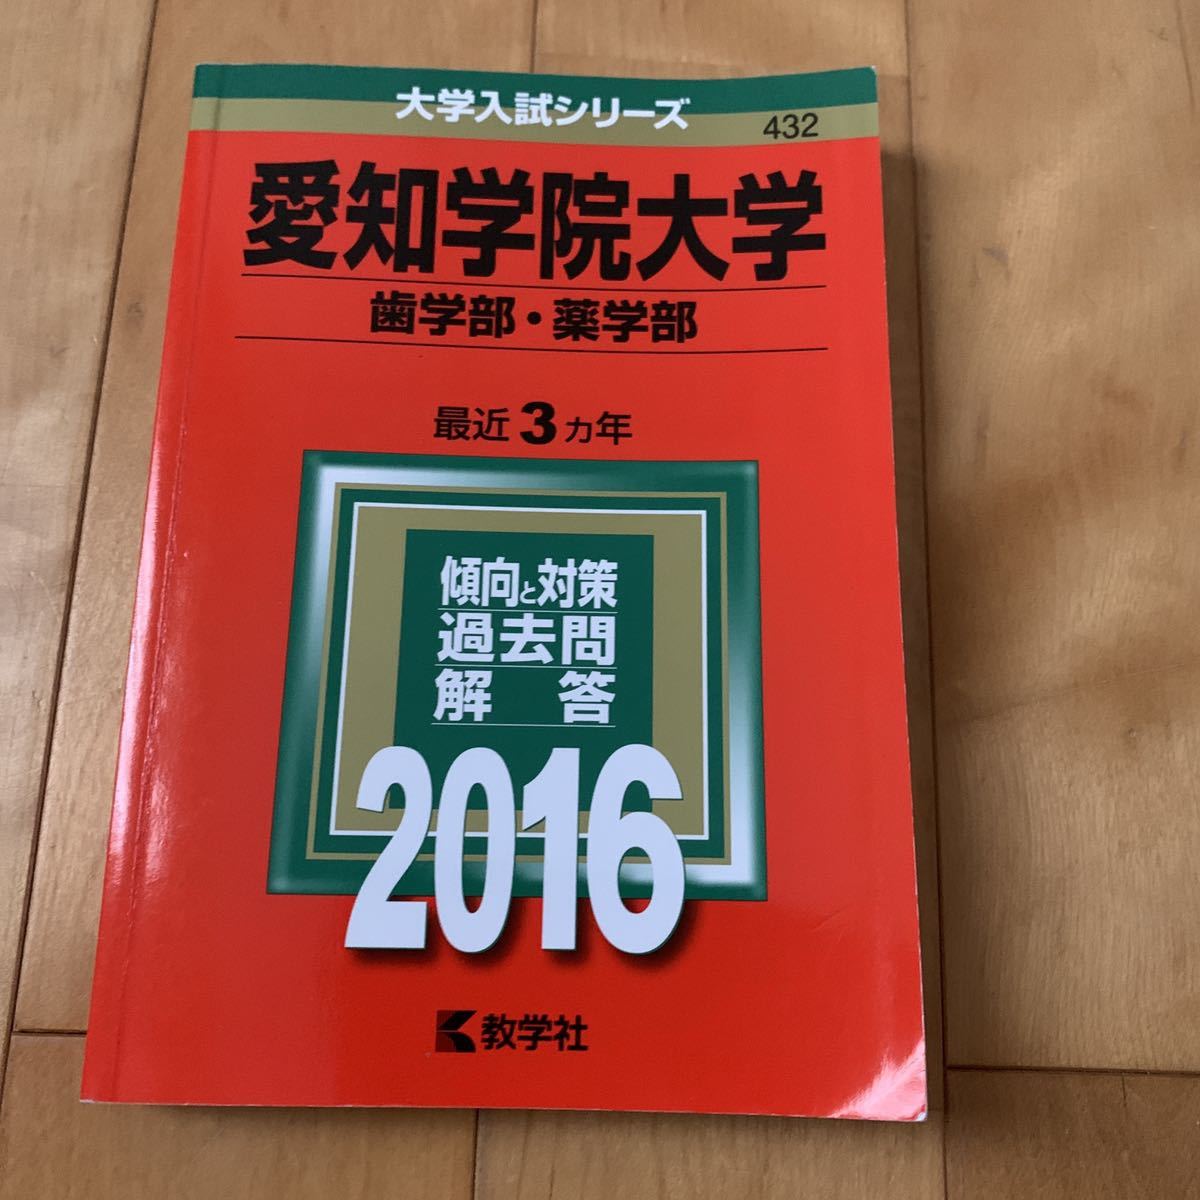 大学入試シリーズ
432
愛知学院大学
歯学部・薬学部
最近3ヵ年
傾向と対策
過去問
解答
2016
教学社